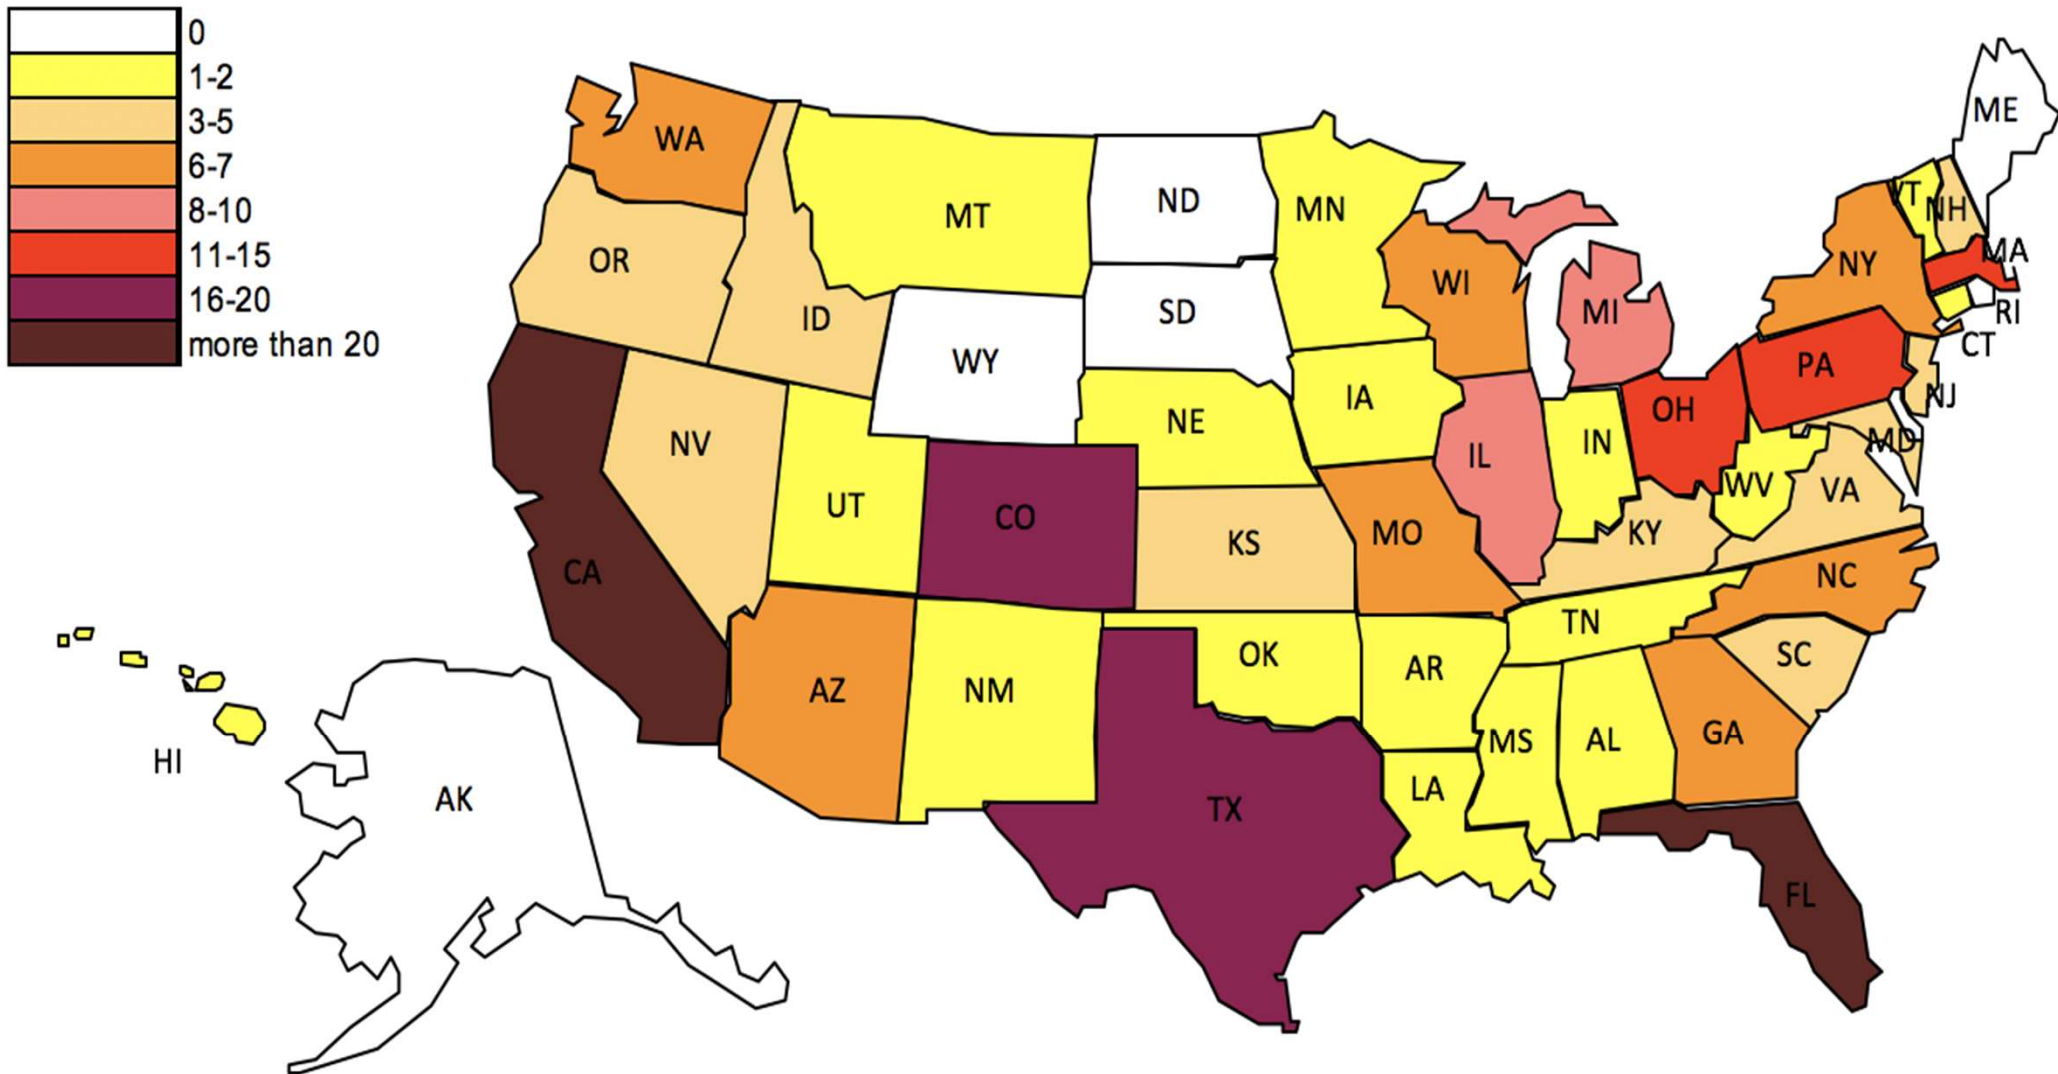 0
1-2
3-5
6-7
8-10
11-15
16-20
more than 20
ME
WA
VT
NH
MT
ND
MN
OR
WI
NY
MA
ID
SD
MI
RI
WY
CT
PA
IA
OH
NJ
NE
NV
IL
IN
MD
UT
WV
VA
CO
KS
MO
KY
CA
NC
TN
OK
AR
SC
AZ
NM
MS
AL
GA
HI
LA
AK
TX
FL